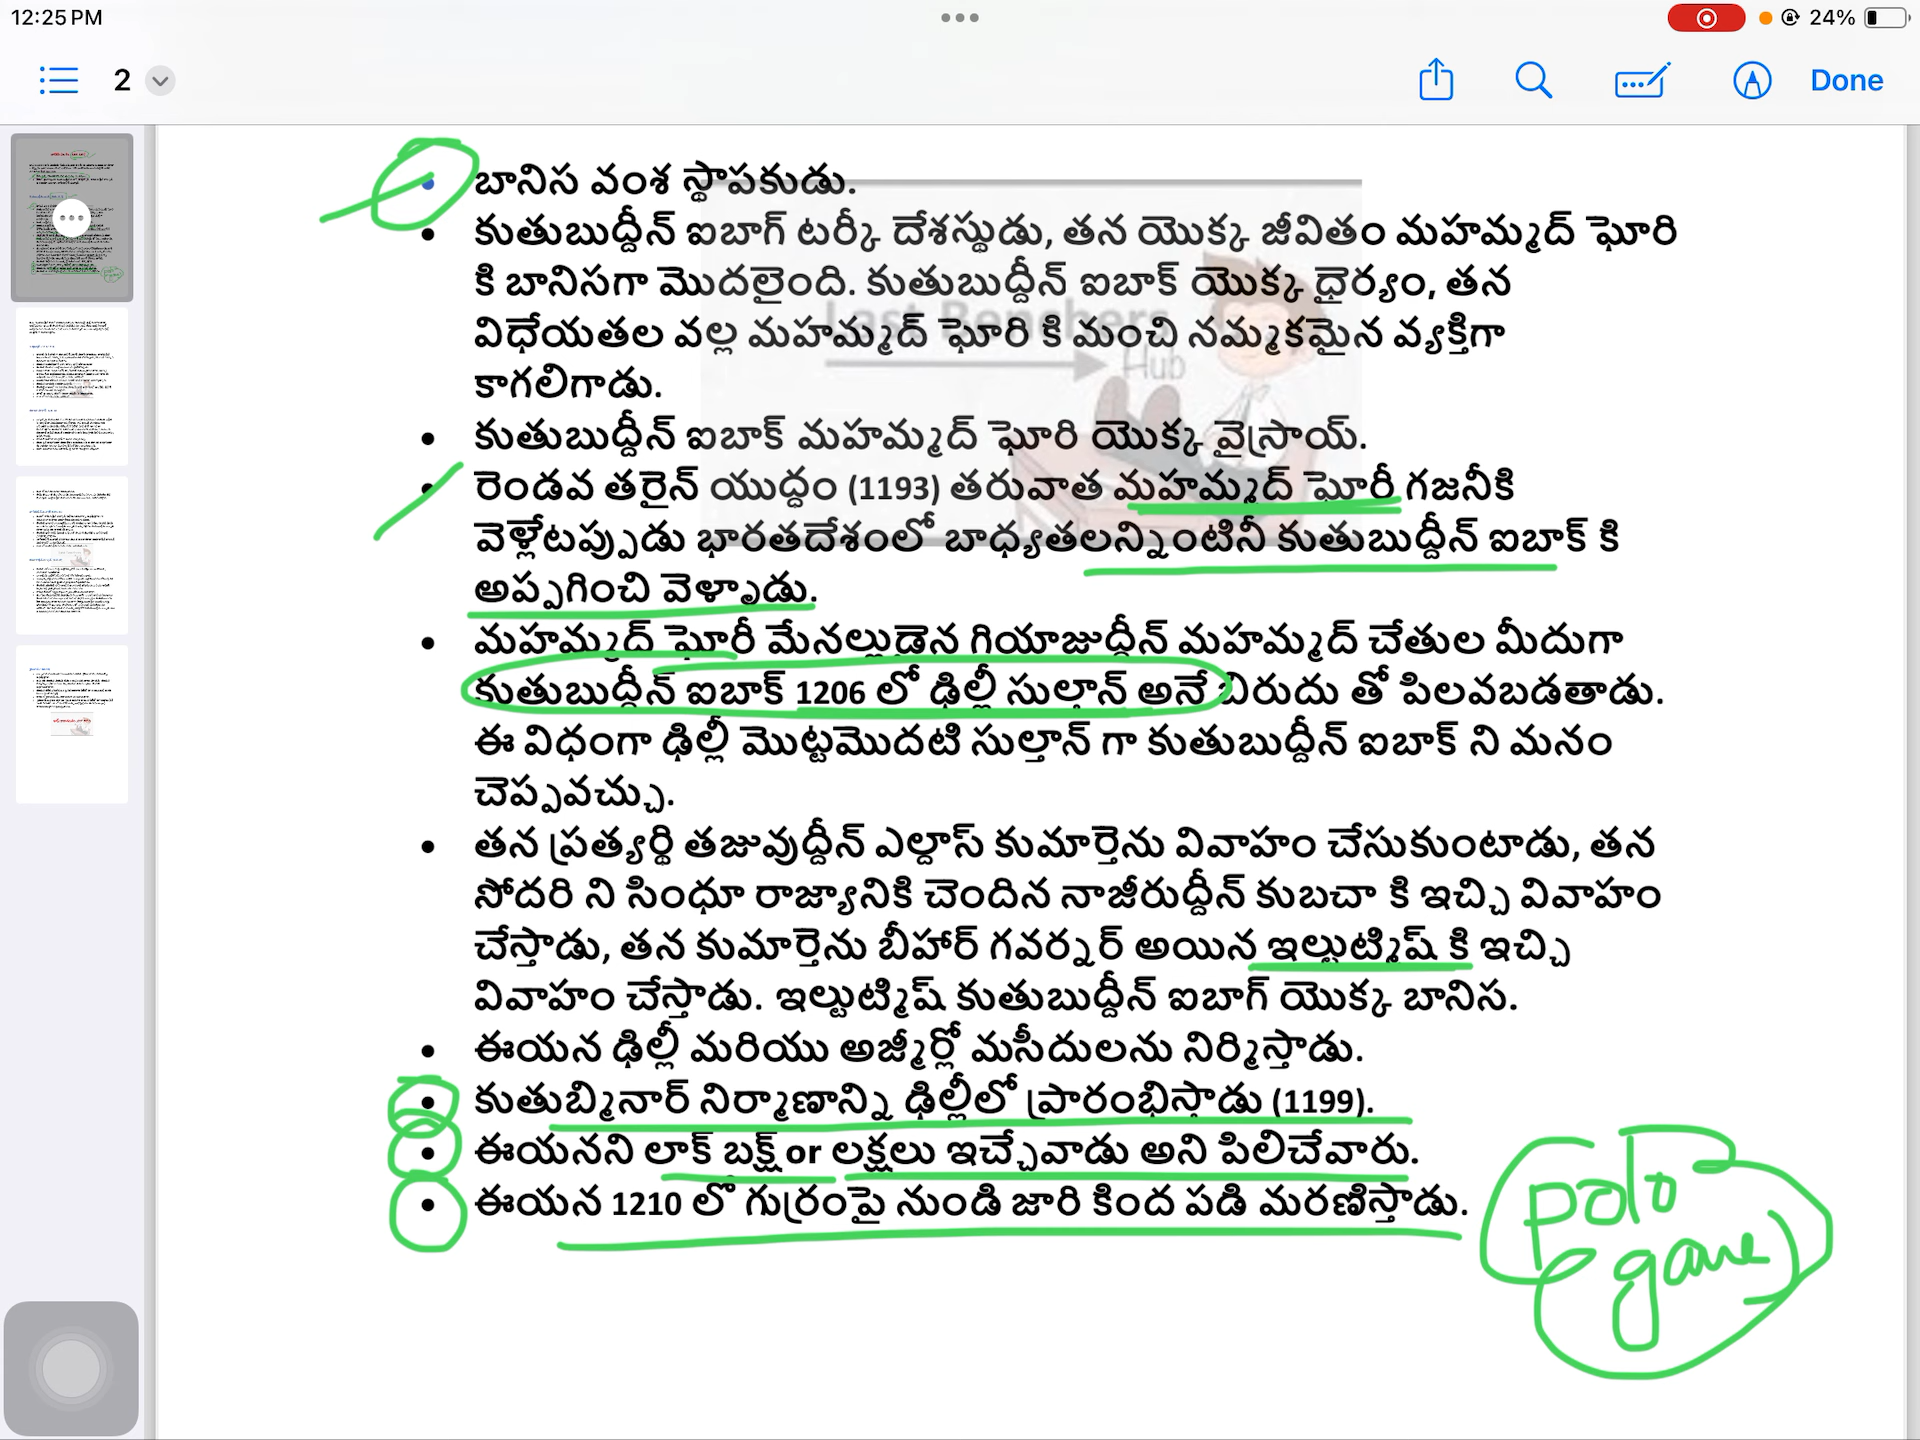 12:25 PM
24%
2
Done
బానిస వంశ స్థాపకుడు.
కుతుబుద్దీన్ ఐబాగ్ టర్కీ దేశస్థుడు, తన యొక్క జీవితం మహమ్మద్ ఘోరి
కి బానిసగా మొదలైంది. కుతుబుద్దీన్ ఐబాక్ యొక్క ధైర్యం, తన
విధేయతల వల్ల మహమ్మద్ ఘోరి కి మంచి నమ్మకమైన వ్యక్తిగా
Last Benchers
Hub
కాగలిగాడు.
కుతుబుద్దీన్ ఐబాక్ మహమ్మద్ ఘోరి యొక్క వైస్రాయ్.
రెండవ తరైన్ యుద్ధం (1193) తరువాత మహమ్మద్ ఘోరీ గజనీకి
వెళ్లేటప్పుడు భారతదేశంలో బాధ్యతలన్నింటినీ కుతుబుద్దీన్ ఐబాక్ కి
అప్పగించి వెళ్ళాడు.
మహమ్మద్ ఘోరీ మేనల్లుడైన గియాజుద్దీన్ మహమ్మద్ చేతుల మీదుగా
కుతుబుద్దీన్ ఐబాక్ 1206 లో ఢిల్లీ సుల్తాన్ అనే బిరుదు తో పిలవబడతాడు.
ఈ విధంగా ఢిల్లీ మొట్టమొదటి సుల్తాన్ గా కుతుబుద్దీన్ ఐబాక్ ని మనం
చెప్పవచ్చు.
తన ప్రత్యర్థి తజువుద్దీన్ ఎల్దాస్ కుమార్తెను వివాహం చేసుకుంటాడు, తన
సోదరి ని సింధూ రాజ్యానికి చెందిన నాజీరుద్దీన్ కుబచా కి ఇచ్చి వివాహం
చేస్తాడు, తన కుమార్తెను బీహార్ గవర్నర్ అయిన ఇల్టుట్మిష్ కి ఇచ్చి
వివాహం చేస్తాడు. ఇల్టుట్మిష్ కుతుబుద్దీన్ ఐబాగ్ యొక్క బానిస.
ఈయన ఢిల్లీ మరియు అజ్మీర్లో మసీదులను నిర్మిస్తాడు.
కుతుబ్మినార్ నిర్మాణాన్ని ఢిల్లీలో ప్రారంభిస్తాడు (1199).
ఈయనని లాక్ బక్ష్ or లక్షలు ఇచ్చేవాడు అని పిలిచేవారు.
ఈయన 1210 లో గుర్రంపై నుండి జారి కింద పడి మరణిస్తాడు.
polo
game